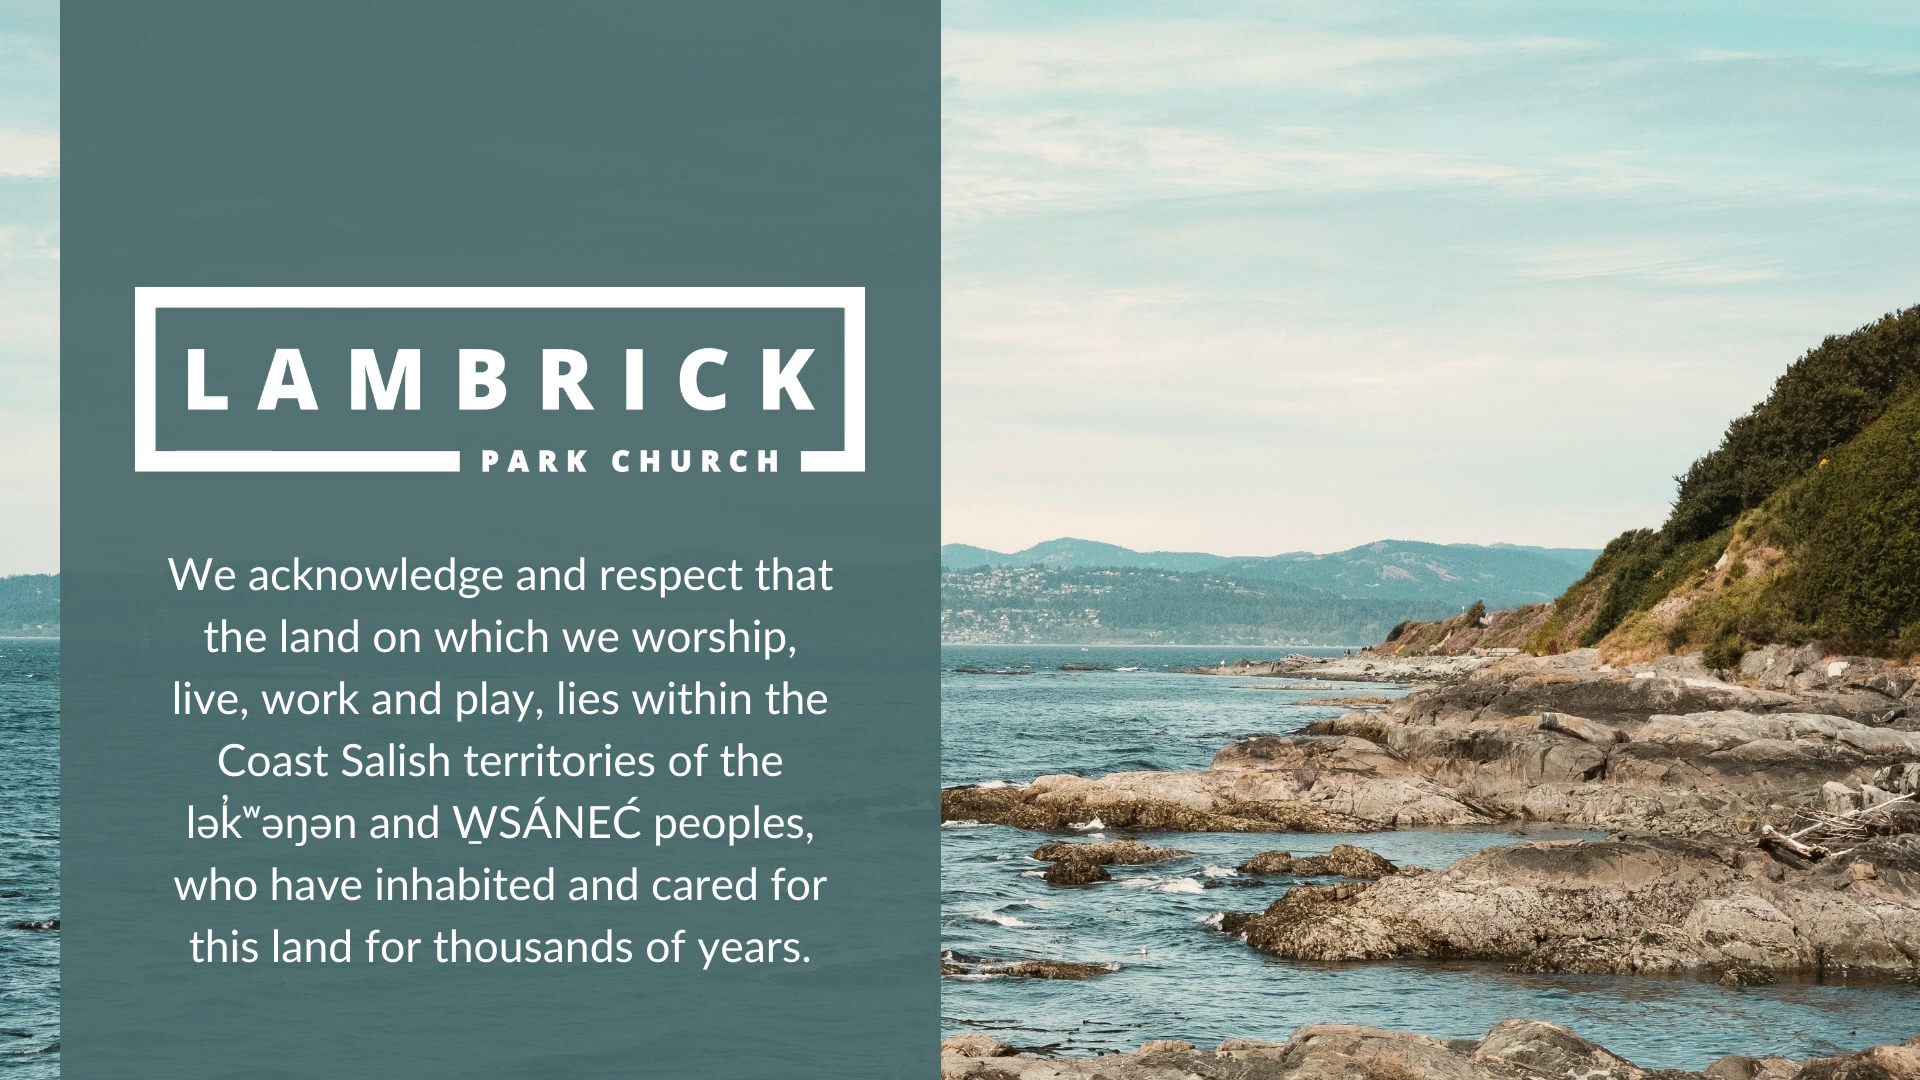 LAMBRICK
PARK CHURCH
We acknowledge and respect that
the land on which we worship,
live, work and play, lies within the
Coast Salish territories of the
lək̓ʷəŋən and W̱SÁNEĆ peoples,
who have inhabited and cared for
this land for thousands of years.